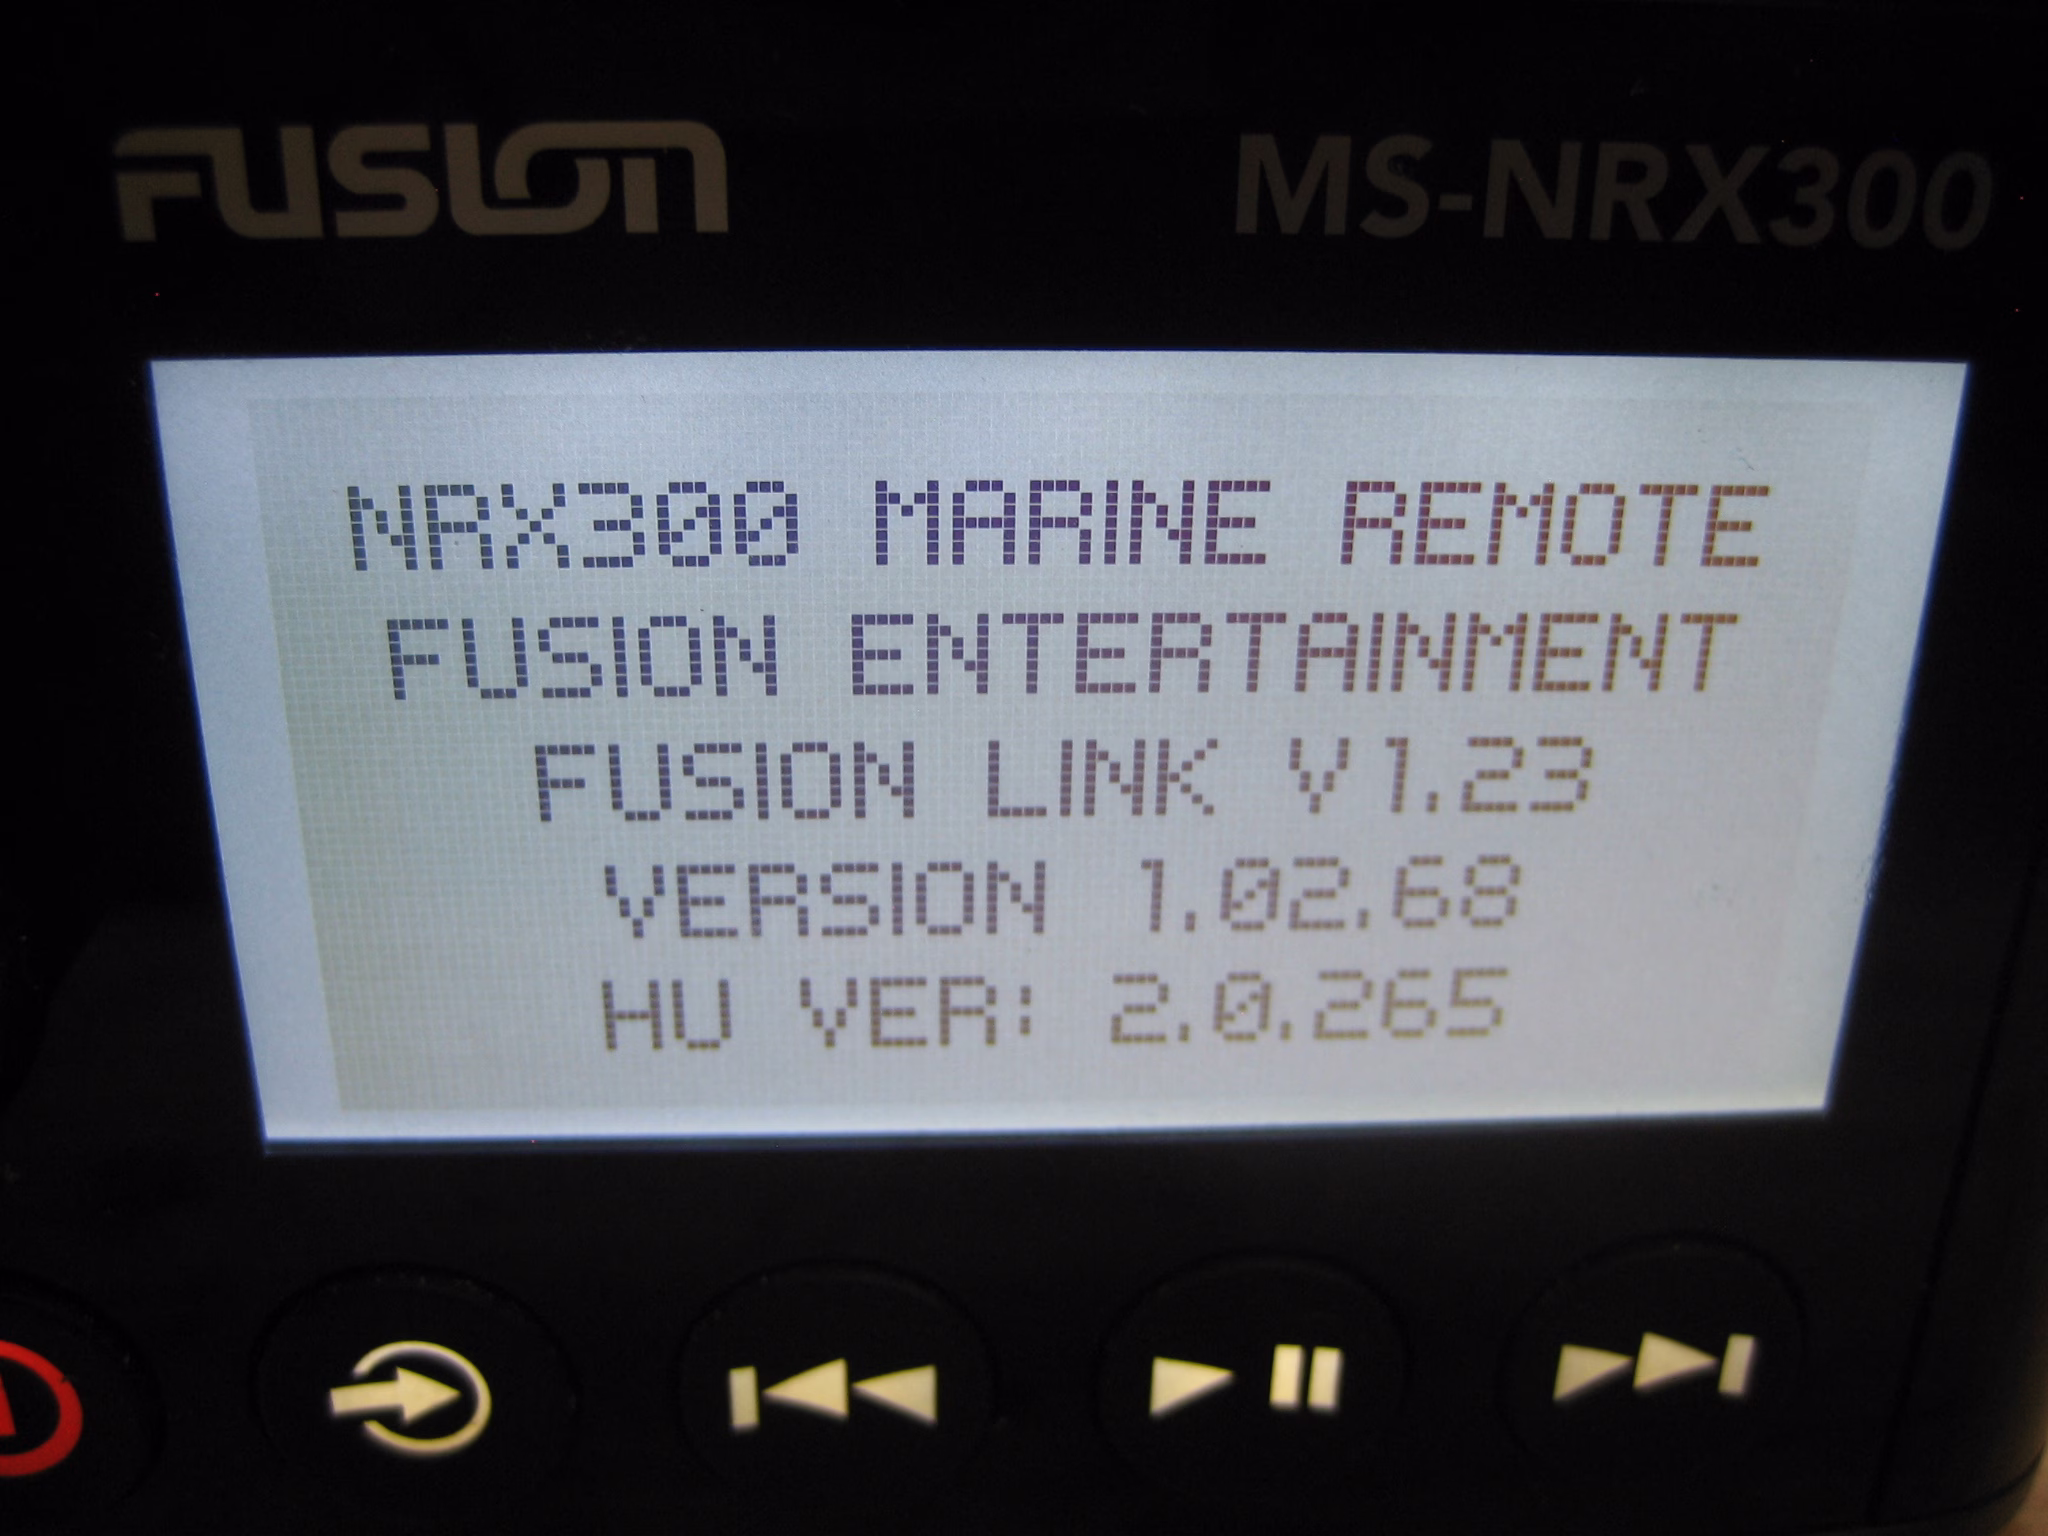 FUSION
MS-NRX300
NRX300 MARINE REMOTE
FUSION ENTERTAINMENT
FUSION LINK V1.23
VERSION 1.02.68
HU VER: 2.0.265